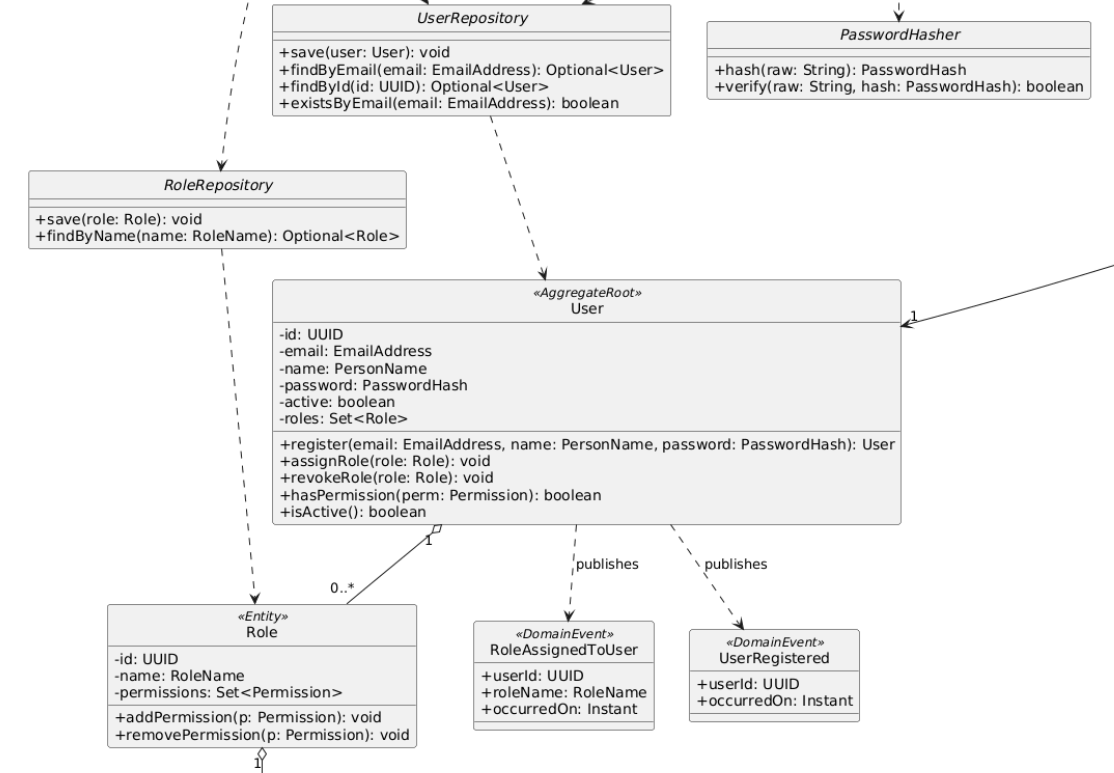 UserRepository
+save(user: User): void
+findByEmail(email: EmailAddress): Optional<User>
+findById(id: UUID): Optional<User>
+existsByEmail(email: EmailAddress): boolean
PasswordHasher
+hash(raw: String): PasswordHash
+verify(raw: String, hash: PasswordHash): boolean
RoleRepository
+save(role: Role): void
+findByName(name: RoleName): Optional<Role>
«AggregateRoot»
User
-id: UUID
-email: EmailAddress
-name: PersonName
-password: PasswordHash
-active: boolean
-roles: Set<Role>
+register(email: EmailAddress, name: PersonName, password: PasswordHash): User
+assignRole(role: Role): void
+revokeRole(role: Role): void
+hasPermission(perm: Permission): boolean
+isActive(): boolean
1
1
0..*
publishes
publishes
«Entity»
Role
-id: UUID
-name: RoleName
-permissions: Set<Permission>
+addPermission(p: Permission): void
+removePermission(p: Permission): void
1
«DomainEvent»
RoleAssignedToUser
+userId: UUID
+roleName: RoleName
+occurredOn: Instant
«DomainEvent»
UserRegistered
+userId: UUID
+occurredOn: Instant